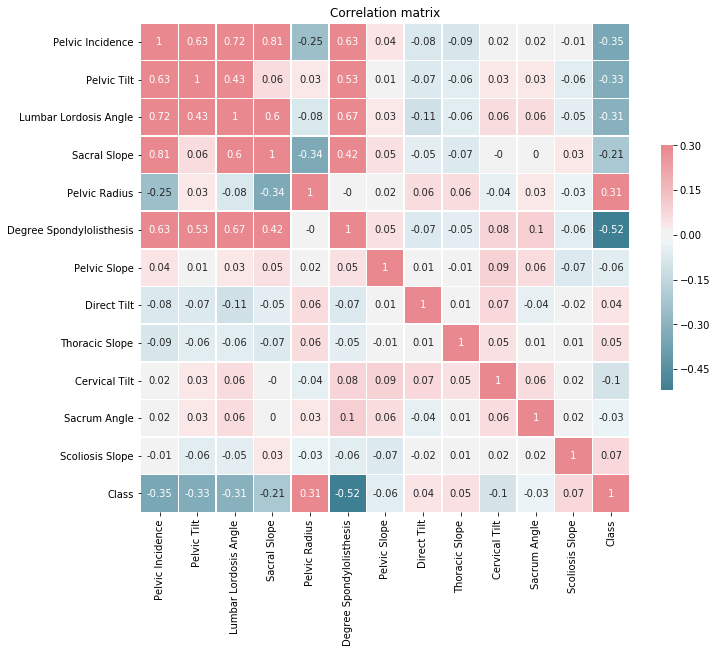 Correlation matrix
Pelvic Incidence 1 0.63 0.72 0.81 -0.25 0.63 0.04 -0.08 -0.09 0.02 0.02 -0.01 -0.35
Pelvic Tilt 0.63 1 0.43 0.06 0.03 0.53 0.01 -0.07 -0.06 0.03 0.03 -0.06 -0.33
Lumbar Lordosis Angle 0.72 0.43 1 0.6 -0.08 0.67 0.03 -0.11 -0.06 0.06 0.06 -0.05 -0.31
Sacral Slope 0.81 0.06 0.6 1 -0.34 0.42 0.05 -0.05 -0.07 -0 0 0.03 -0.21
Pelvic Radius -0.25 0.03 -0.08 -0.34 1 -0 0.02 0.06 0.06 -0.04 0.03 -0.03 0.31
Degree Spondylolisthesis 0.63 0.53 0.67 0.42 -0 1 0.05 -0.07 -0.05 0.08 0.1 -0.06 -0.52
Pelvic Slope 0.04 0.01 0.03 0.05 0.02 0.05 1 0.01 -0.01 0.09 0.06 -0.07 -0.06
Direct Tilt -0.08 -0.07 -0.11 -0.05 0.06 -0.07 0.01 1 0.01 0.07 -0.04 -0.02 0.04
Thoracic Slope -0.09 -0.06 -0.06 -0.07 0.06 -0.05 -0.01 0.01 1 0.05 0.01 0.01 0.05
Cervical Tilt 0.02 0.03 0.06 -0 -0.04 0.08 0.09 0.07 0.05 1 0.06 0.02 -0.1
Sacrum Angle 0.02 0.03 0.06 0 0.03 0.1 0.06 -0.04 0.01 0.06 1 0.02 -0.03
Scoliosis Slope -0.01 -0.06 -0.05 0.03 -0.03 -0.06 -0.07 -0.02 0.01 0.02 0.02 1 0.07
Class -0.35 -0.33 -0.31 -0.21 0.31 -0.52 -0.06 0.04 0.05 -0.1 -0.03 0.07 1
Pelvic Incidence
Pelvic Tilt
Lumbar Lordosis Angle
Sacral Slope
Pelvic Radius
Degree Spondylolisthesis
Pelvic Slope
Direct Tilt
Thoracic Slope
Cervical Tilt
Sacrum Angle
Scoliosis Slope
Class
0.30
0.15
0.00
−0.15
−0.30
−0.45